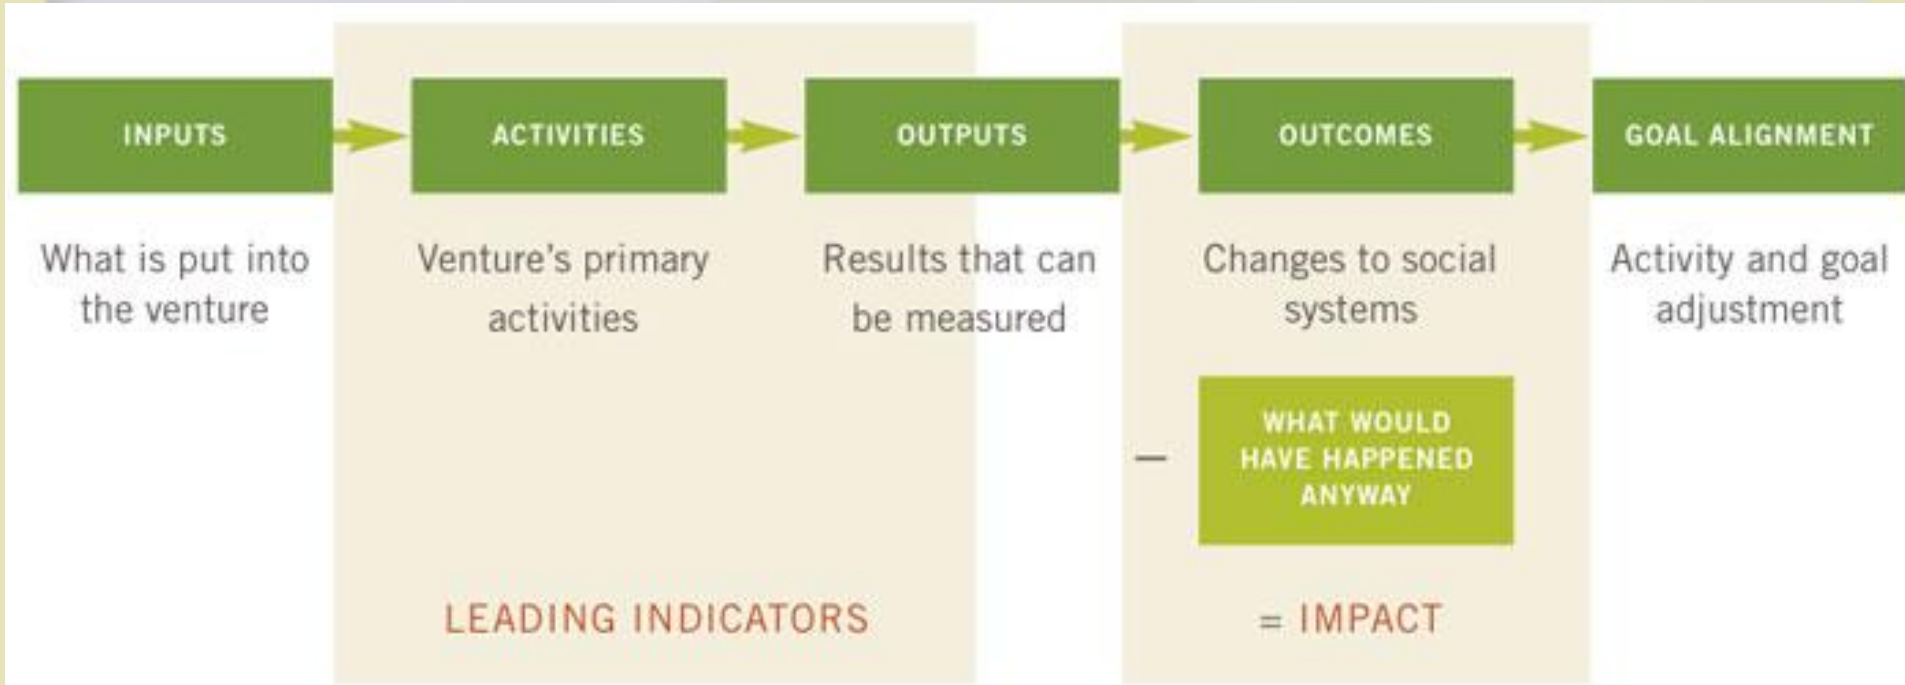 INPUTS
ACTIVITIES
OUTPUTS
OUTCOMES
GOAL ALIGNMENT
What is put into
the venture
Venture's primary
activities
Results that can
be measured
Changes to social
systems
Activity and goal
adjustment
—
WHAT WOULD
HAVE HAPPENED
ANYWAY
LEADING INDICATORS
= IMPACT